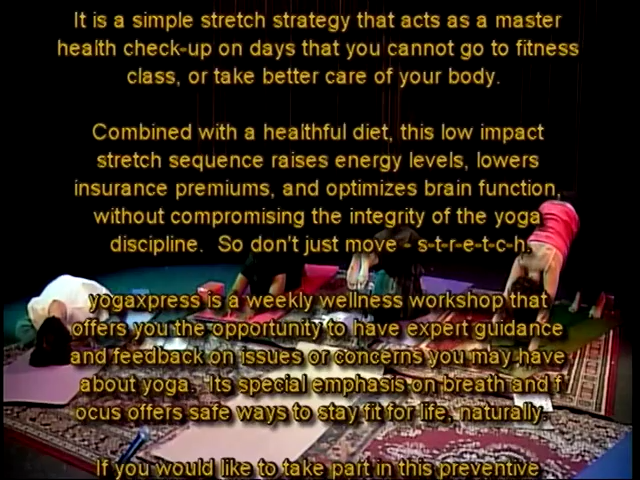 It is a simple stretch strategy that acts as a master
health check-up on days that you cannot go to fitness
class, or take better care of your body.
Combined with a healthful diet, this low impact
stretch sequence raises energy levels, lowers
insurance premiums, and optimizes brain function,
without compromising the integrity of the yoga
discipline. So don't just move - s-t-r-e-t-c-h.
yogaxpress is a weekly wellness workshop that
offers you the opportunity to have expert guidance
and feedback on issues or concerns you may have
about yoga. Its special emphasis on breath and f
ocus offers safe ways to stay fit for life, naturally.
If you would like to take part in this preventive